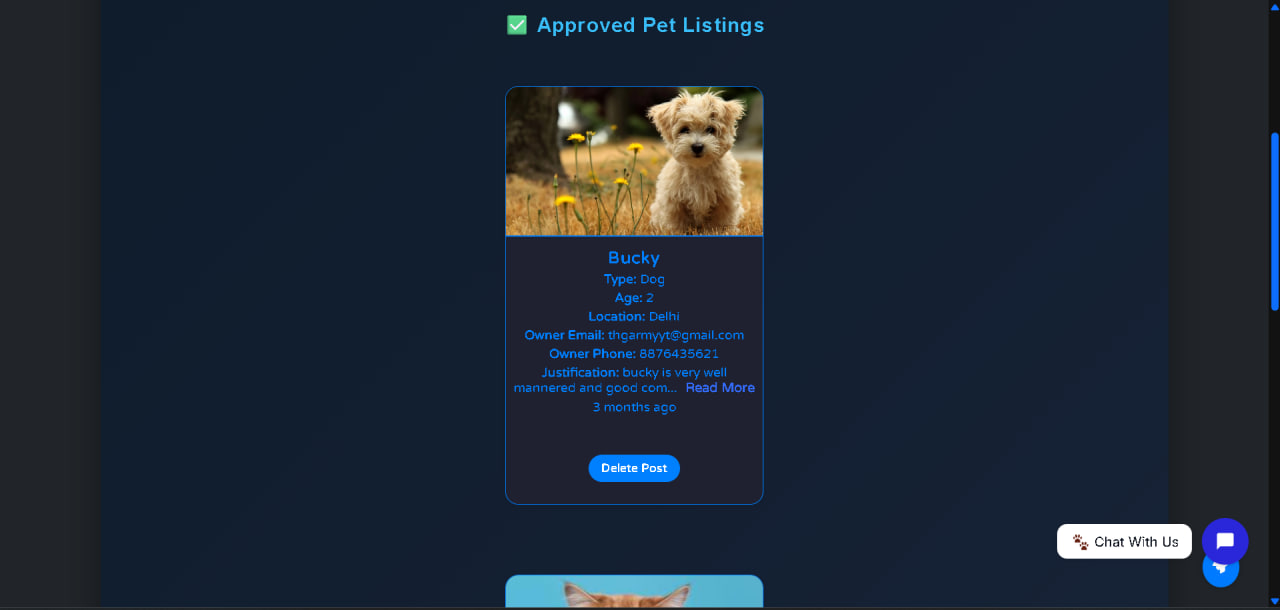 ✅ Approved Pet Listings
Bucky
Type: Dog
Age: 2
Location: Delhi
Owner Email: thgarmyyt@gmail.com
Owner Phone: 8876435621
Justification: bucky is very well
mannered and good com... Read More
3 months ago
Delete Post
🐾 Chat With Us